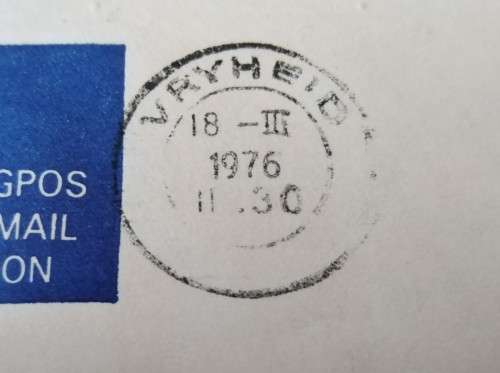 VRYHEID
18 -III
1976
11.30
GPOS
MAIL
ON